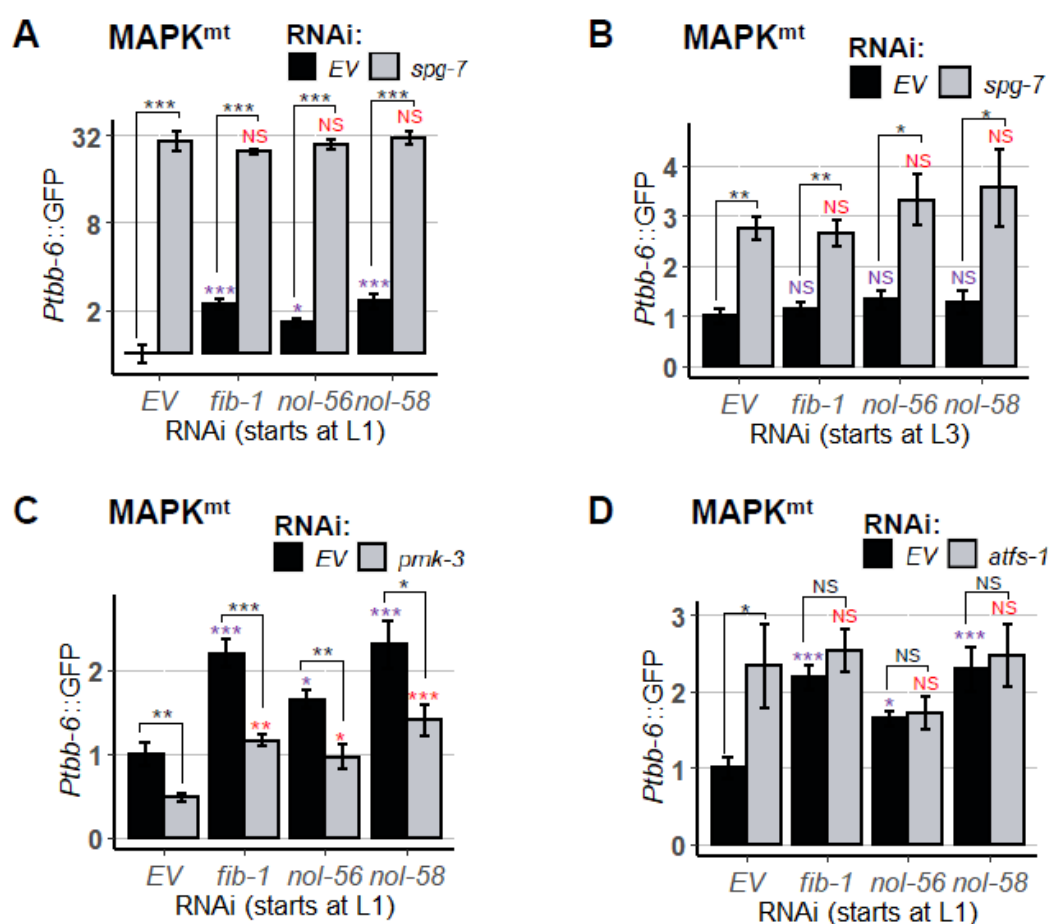 A MAPKmt RNAi:
EV spg-7
*** *** *** ***
NS NS NS
32
8
2
*** * ***
Ptbb-6::GFP
EV fib-1 nol-56 nol-58
RNAi (starts at L1)
B MAPKmt RNAi:
EV spg-7
** ** * *
NS NS NS
NS NS NS
4
3
2
1
0
Ptbb-6::GFP
EV fib-1 nol-56 nol-58
RNAi (starts at L3)
C MAPKmt RNAi:
EV pmk-3
** *** ** *
*** * ***
** * ***
2
1
0
Ptbb-6::GFP
EV fib-1 nol-56 nol-58
RNAi (starts at L1)
D MAPKmt RNAi:
EV atfs-1
* NS NS NS
*** * ***
NS NS NS
3
2
1
0
Ptbb-6::GFP
EV fib-1 nol-56 nol-58
RNAi (starts at L1)